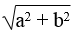 √a² + b²